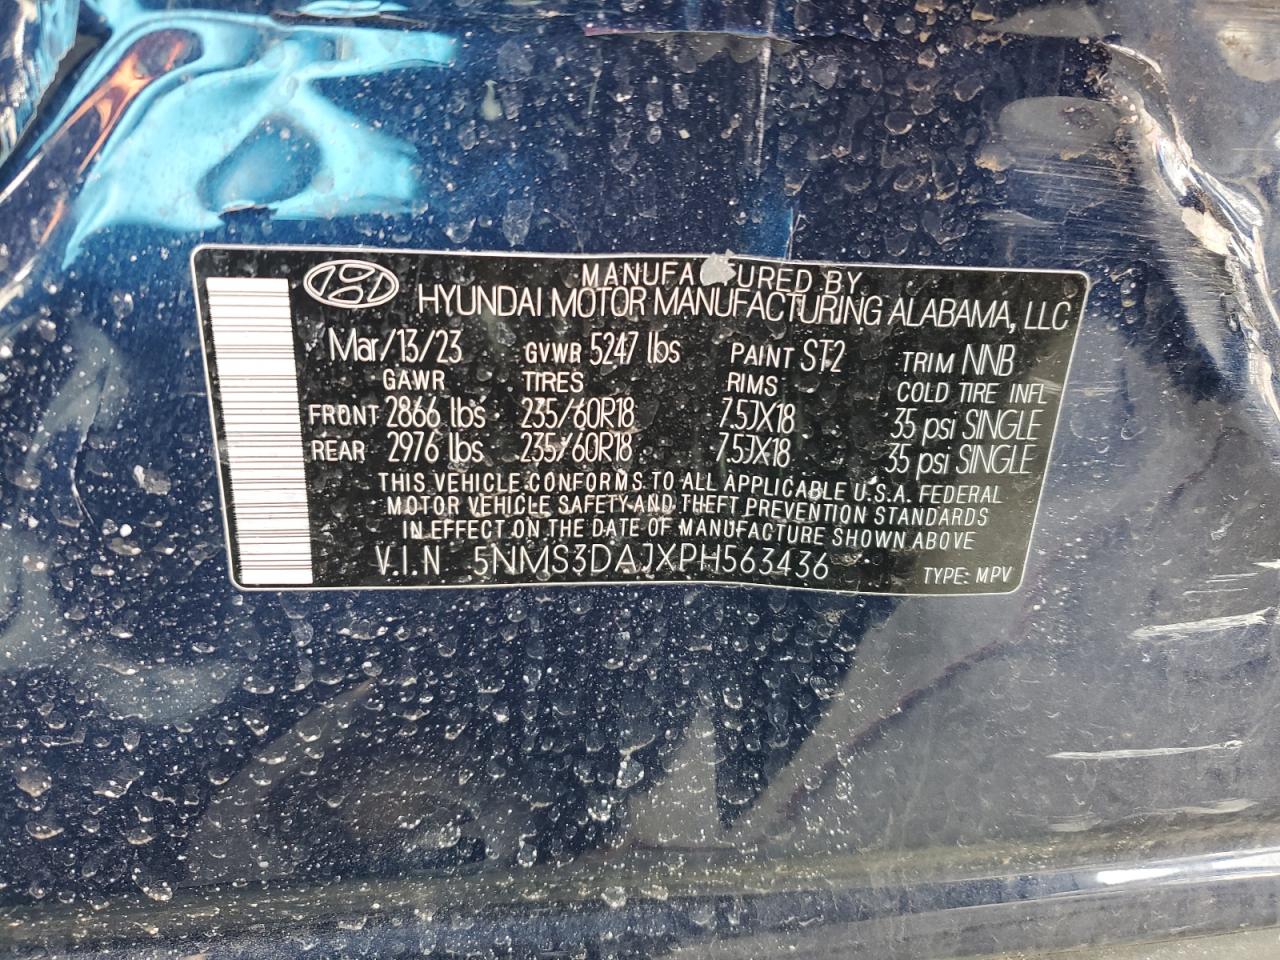 MANUFA URED BY
HYUNDAI MOTOR MANUFACTURING ALABAMA, LLC
Mar/13/23 GVWR 5247 lbs PAINT ST2 TRIM NNB
GAWR TIRES RIMS COLD TIRE INFL
FRONT 2866 lbs 235/60R18 7.5JX18 35 psi SINGLE
REAR 2976 lbs 235/60R18 7.5JX18 35 psi SINGLE
THIS VEHICLE CONFORMS TO ALL APPLICABLE U.S.A. FEDERAL
MOTOR VEHICLE SAFETY AND THEFT PREVENTION STANDARDS
IN EFFECT ON THE DATE OF MANUFACTURE SHOWN ABOVE
V.I.N 5NMS3DAJXPH563436 TYPE: MPV